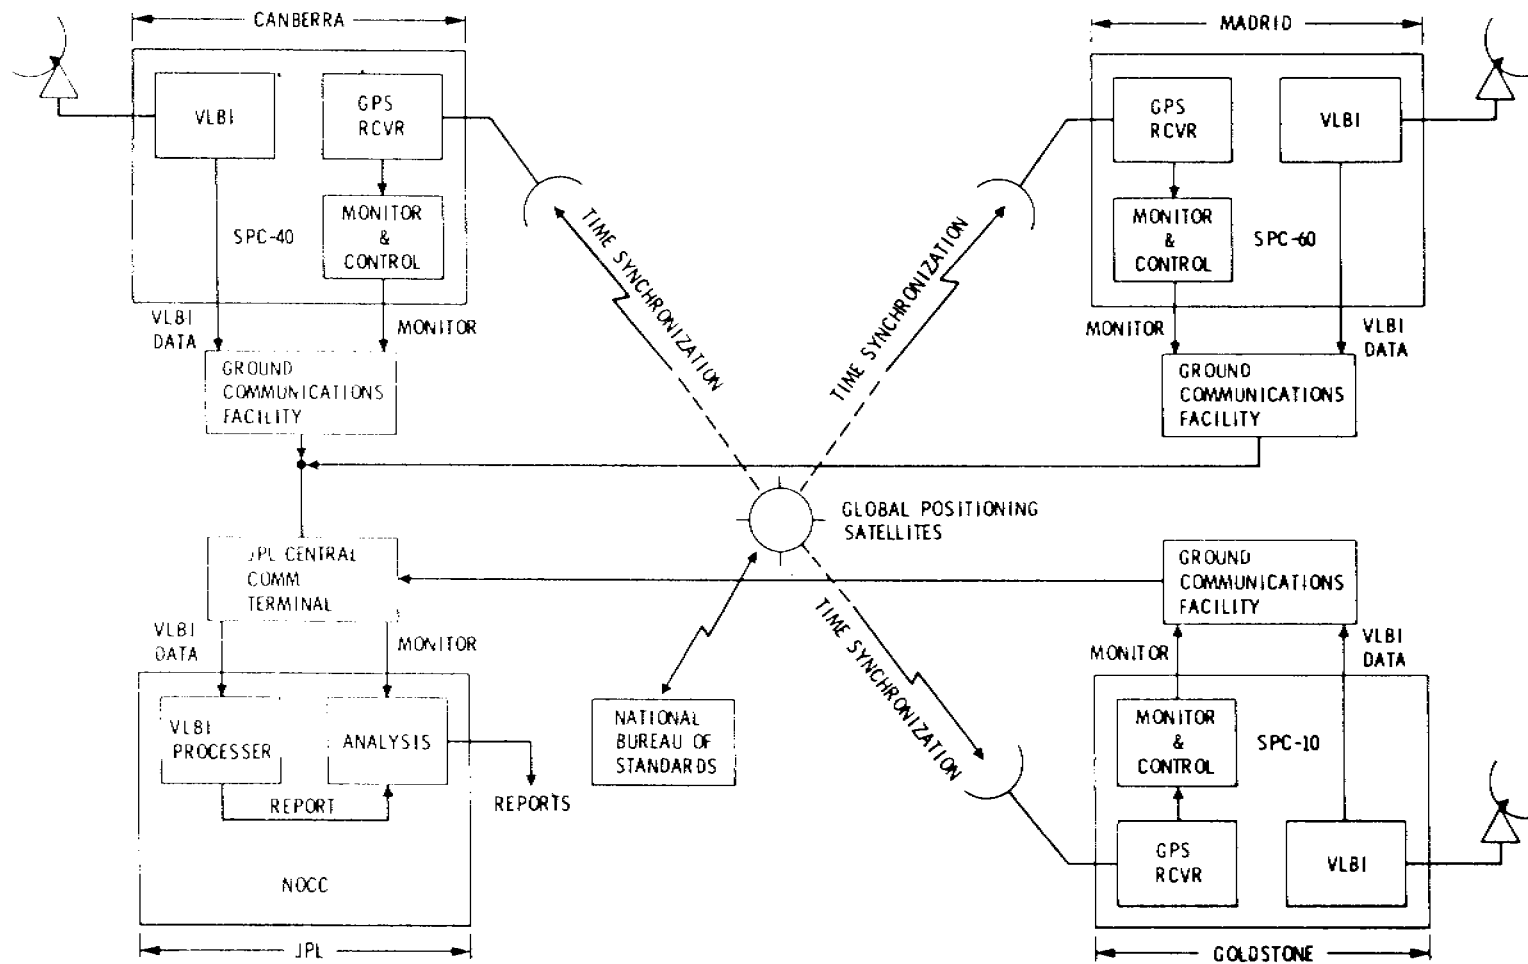 CANBERRA
VLBI
GPS
RCVR
MONITOR
&
CONTROL
SPC-40
VLBI
DATA
MONITOR
GROUND
COMMUNICATIONS
FACILITY
TIME SYNCHRONIZATION
MADRID
GPS
RCVR
VLBI
MONITOR
&
CONTROL
SPC-60
MONITOR
VLBI
DATA
GROUND
COMMUNICATIONS
FACILITY
TIME SYNCHRONIZATION
GLOBAL POSITIONING
SATELLITES
JPL CENTRAL
COMM
TERMINAL
VLBI
DATA
MONITOR
VLBI
PROCESSER
ANALYSIS
REPORT
REPORTS
NOCC
JPL
NATIONAL
BUREAU OF
STANDARDS
TIME SYNCHRONIZATION
GROUND
COMMUNICATIONS
FACILITY
MONITOR
VLBI
DATA
MONITOR
&
CONTROL
SPC-10
GPS
RCVR
VLBI
GOLDSTONE